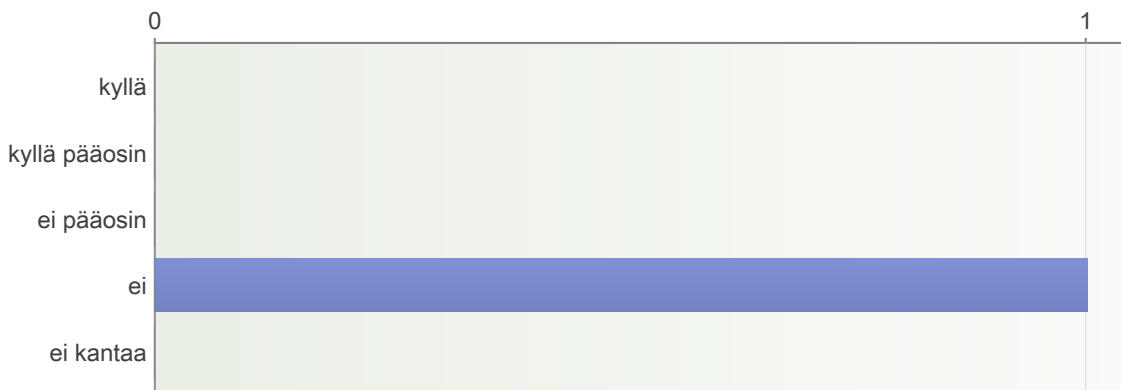 0 1
kyllä
kyllä pääosin
ei pääosin
ei
ei kantaa